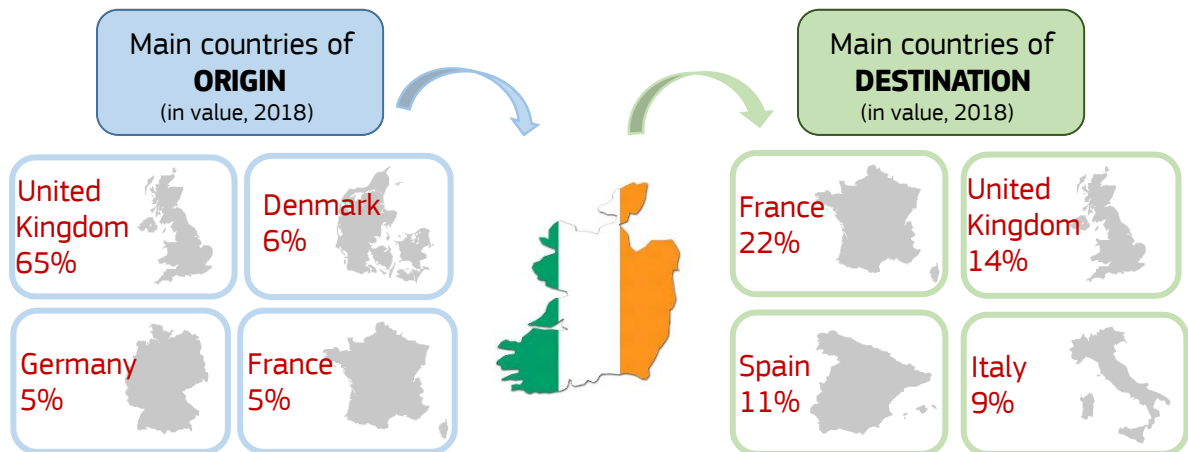 Main countries of
ORIGIN
(in value, 2018)
Main countries of
DESTINATION
(in value, 2018)
United
Kingdom
65%
Denmark
6%
France
22%
United
Kingdom
14%
Germany
5%
France
5%
Spain
11%
Italy
9%